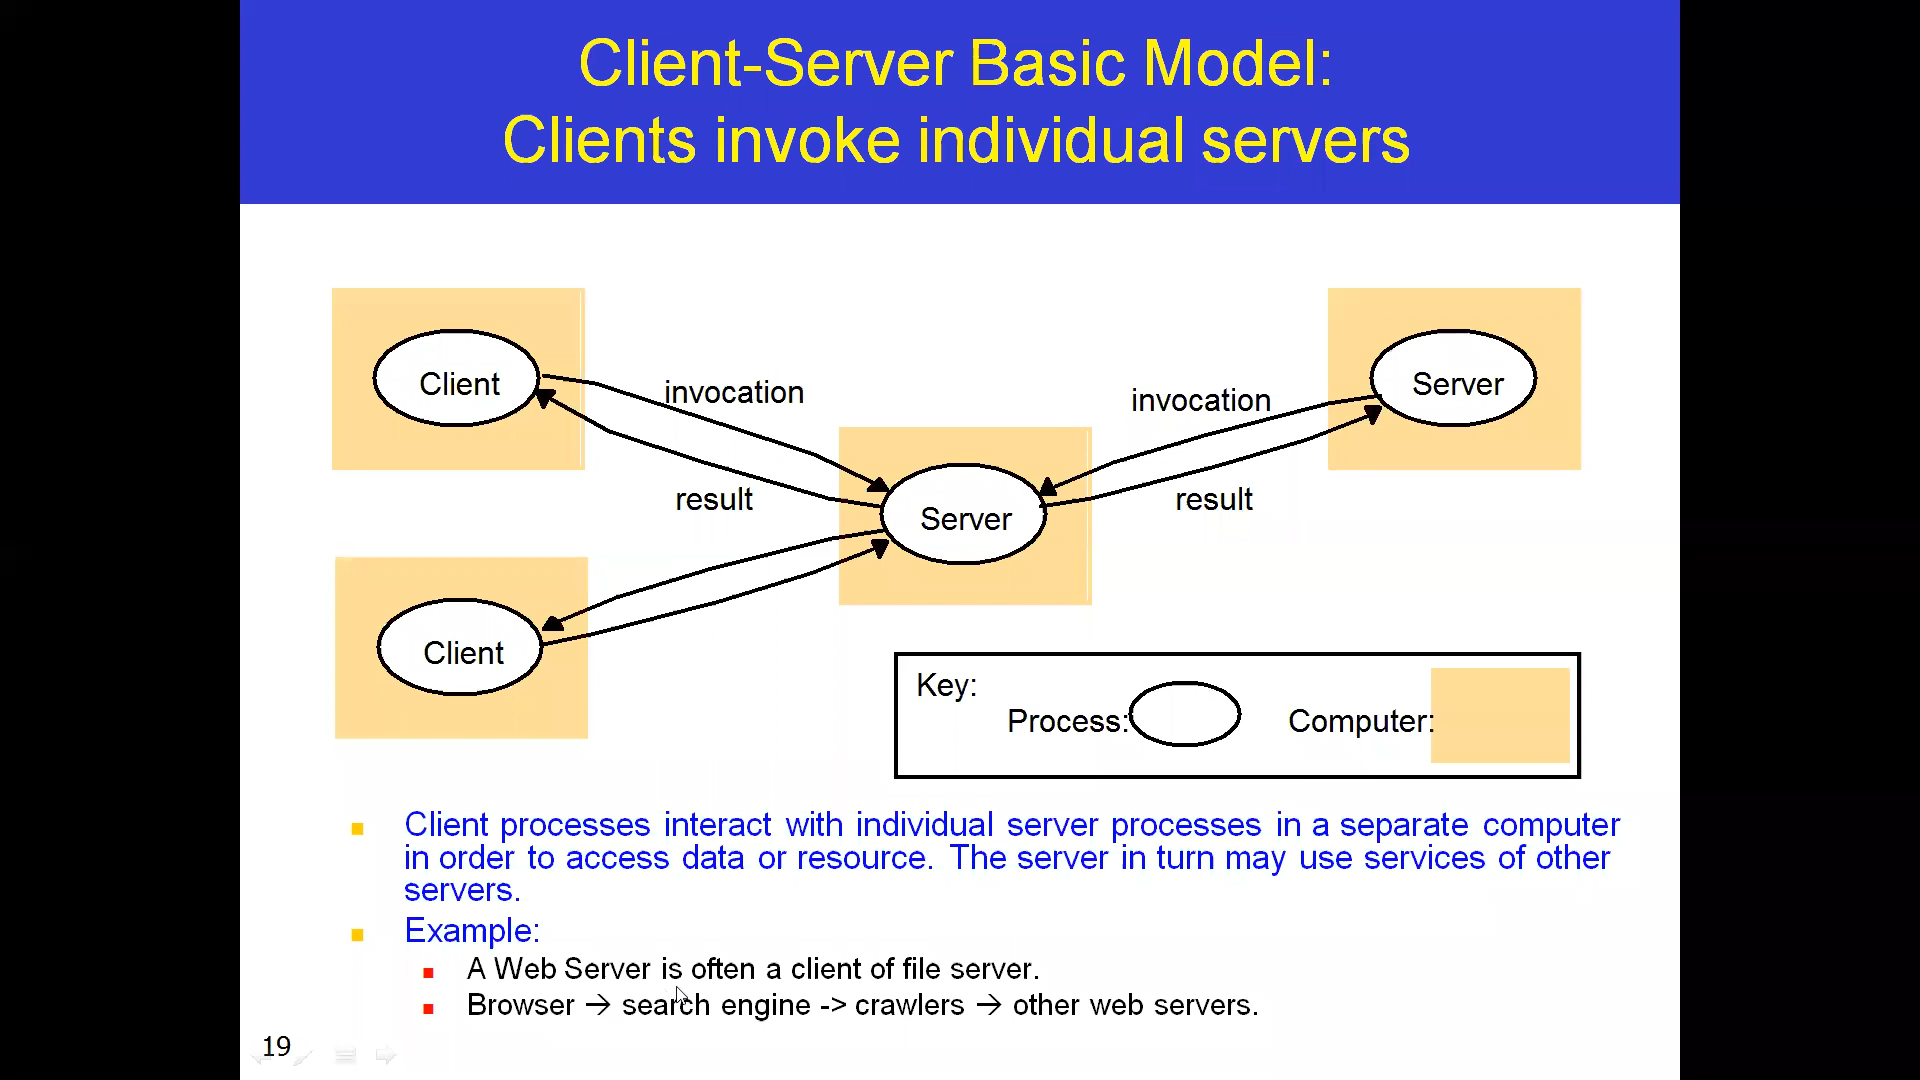 Client-Server Basic Model:
Clients invoke individual servers
Client
invocation
invocation
Server
result
Server
result
Client
Key:
Process:
Computer:
Client processes interact with individual server processes in a separate computer
in order to access data or resource. The server in turn may use services of other
servers.
Example:
A Web Server is often a client of file server.
Browser → search engine -> crawlers → other web servers.
19